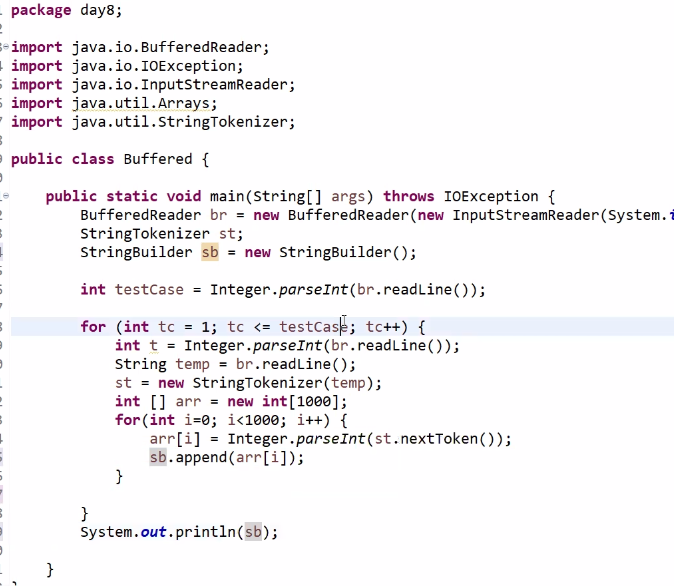 package day8;
import java.io.BufferedReader;
import java.io.IOException;
import java.io.InputStreamReader;
import java.util.Arrays;
import java.util.StringTokenizer;
public class Buffered {
public static void main(String[] args) throws IOException {
BufferedReader br = new BufferedReader(new InputStreamReader(System.i
StringTokenizer st;
StringBuilder sb = new StringBuilder();
int testCase = Integer.parseInt(br.readLine());
for (int tc = 1; tc <= testCase; tc++) {
int t = Integer.parseInt(br.readLine());
String temp = br.readLine();
st = new StringTokenizer(temp);
int [] arr = new int[1000];
for(int i=0; i<1000; i++) {
arr[i] = Integer.parseInt(st.nextToken());
sb.append(arr[i]);
}
}
System.out.println(sb);
}